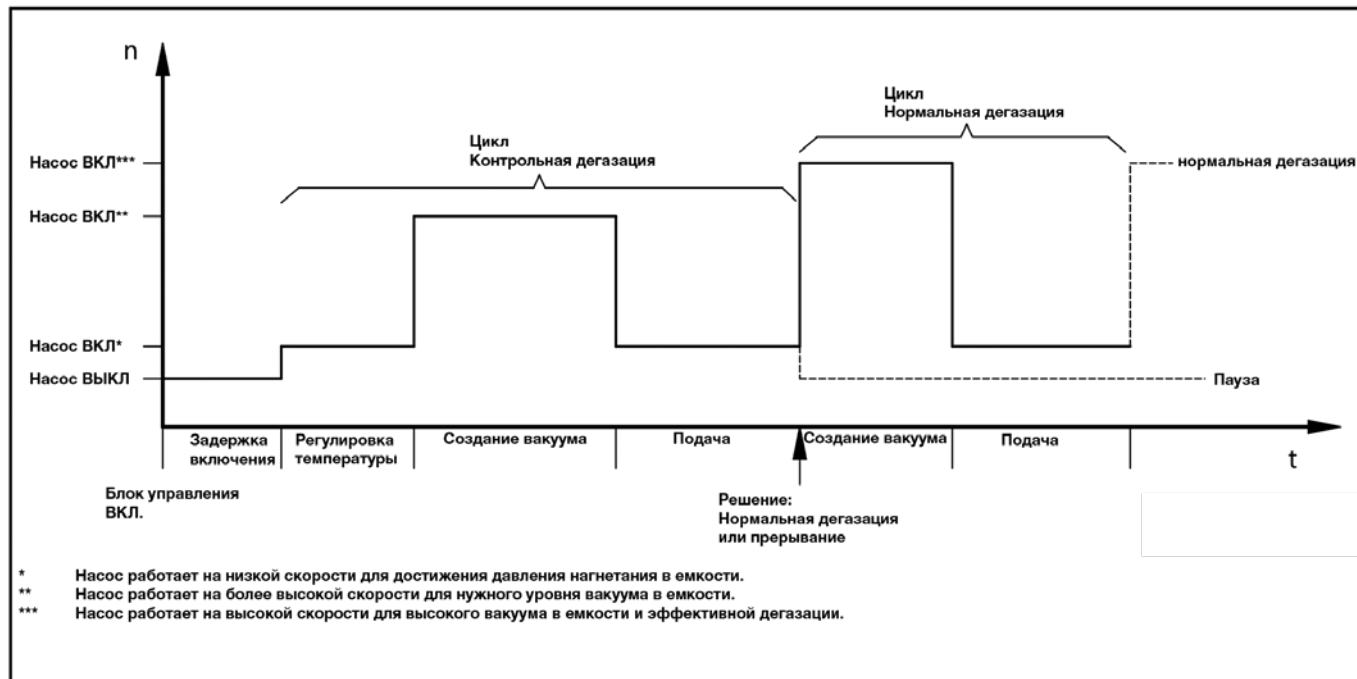 n
Цикл
Нормальная дегазация
Цикл
Контрольная дегазация
Насос ВКЛ***
нормальная дегазация
Насос ВКЛ**
Насос ВКЛ*
Насос ВЫКЛ
Пауза
Задержка
включения
Регулировка
температуры
Создание вакуума
Подача
Создание вакуума
Подача
t
Блок управления
ВКЛ.
Решение:
Нормальная дегазация
или прерывание
* Насос работает на низкой скорости для достижения давления нагнетания в емкости.
** Насос работает на более высокой скорости для нужного уровня вакуума в емкости.
*** Насос работает на высокой скорости для высокого вакуума в емкости и эффективной дегазации.